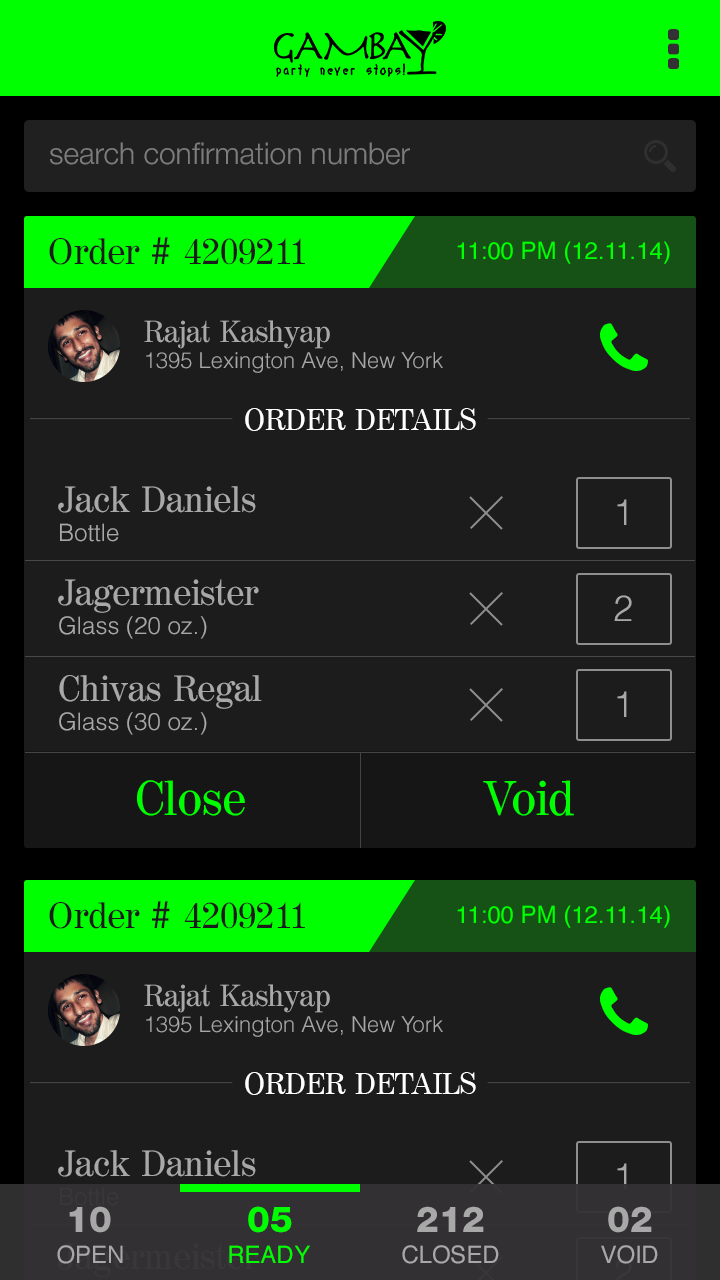 GAMBAY
party never stops!
search confirmation number
Order # 4209211
11:00 PM (12.11.14)
Rajat Kashyap
1395 Lexington Ave, New York
ORDER DETAILS
Jack Daniels
1
Bottle
Jagermeister
2
Glass (20 oz.)
Chivas Regal
1
Glass (30 oz.)
Close
Void
Order # 4209211
11:00 PM (12.11.14)
Rajat Kashyap
1395 Lexington Ave, New York
ORDER DETAILS
Jack Daniels
1
Bottle
10
OPEN
05
READY
212
CLOSED
02
VOID
Jagermeister
2